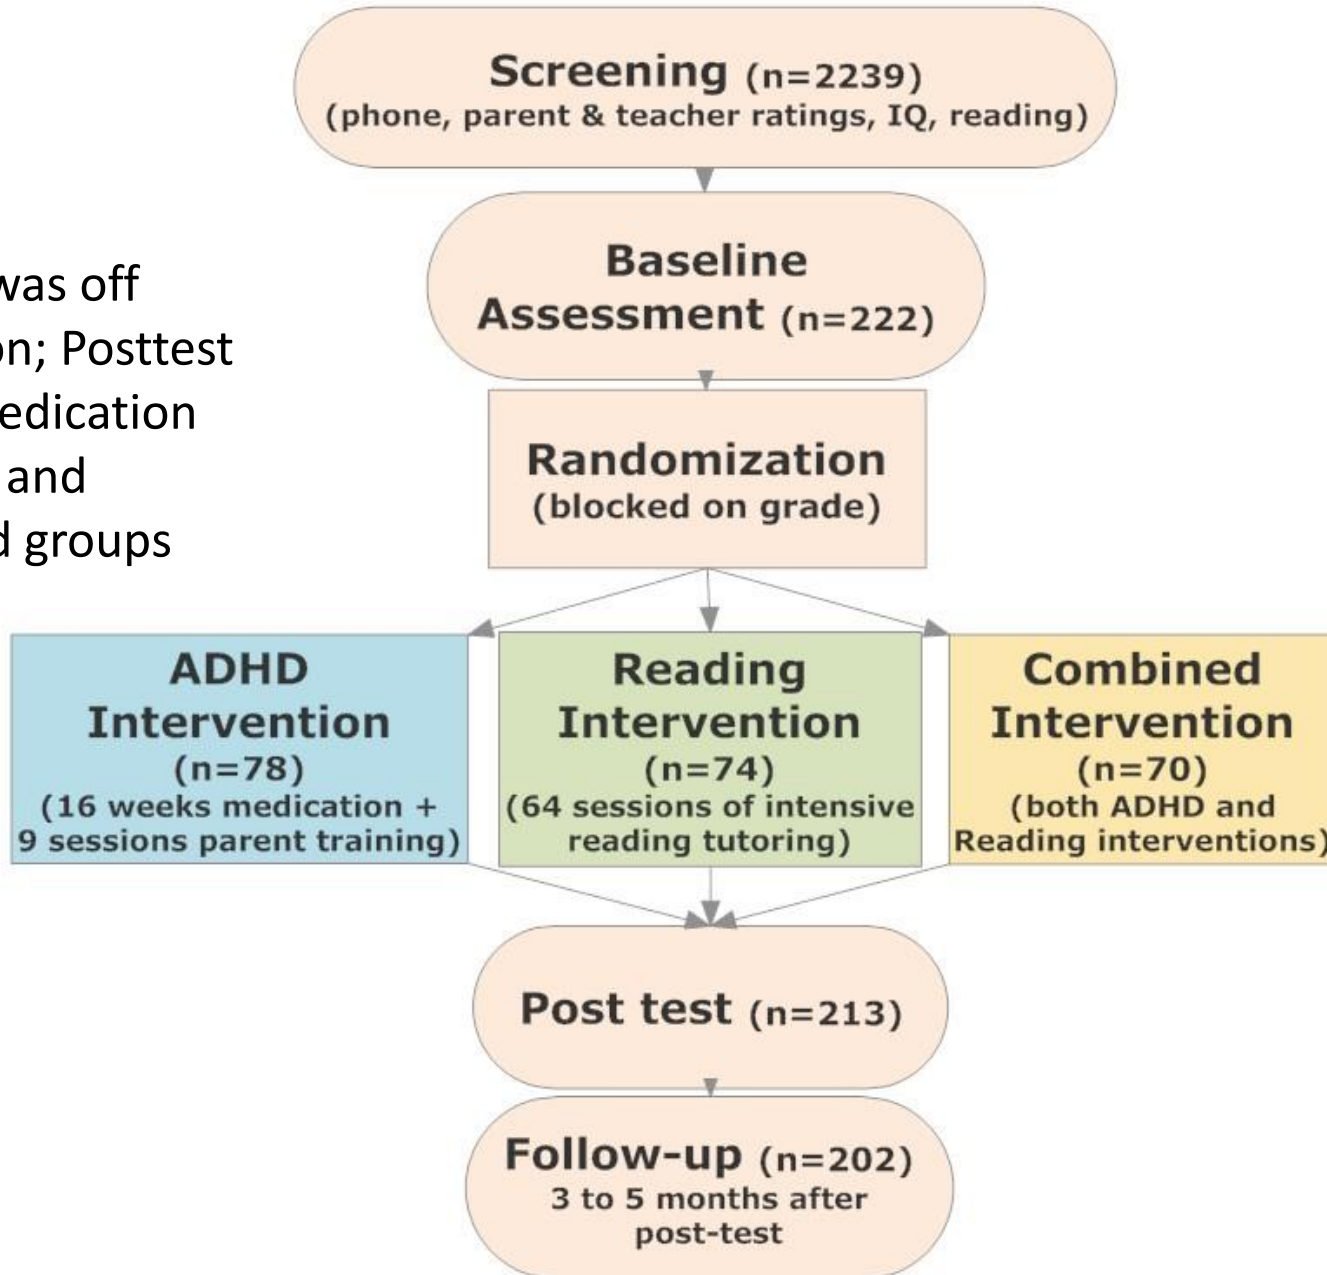 Screening (n=2239)
(phone, parent & teacher ratings, IQ, reading)
Baseline
Assessment (n=222)
was off
on; Posttest
edication
and
d groups
Randomization
(blocked on grade)
ADHD
Intervention
(n=78)
(16 weeks medication +
9 sessions parent training)
Reading
Intervention
(n=74)
(64 sessions of intensive
reading tutoring)
Combined
Intervention
(n=70)
(both ADHD and
Reading interventions)
Post test (n=213)
Follow-up (n=202)
3 to 5 months after
post-test